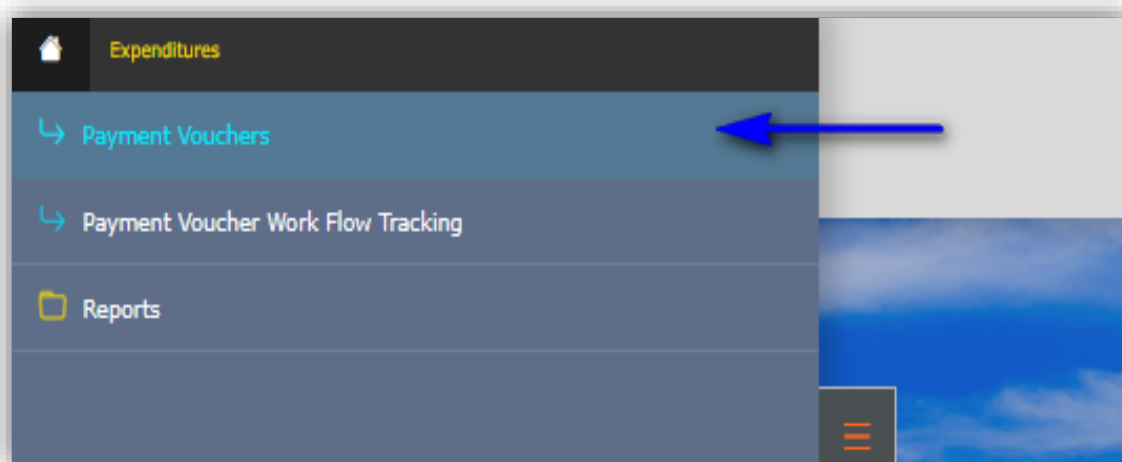 Expenditures
Payment Vouchers
Payment Voucher Work Flow Tracking
Reports